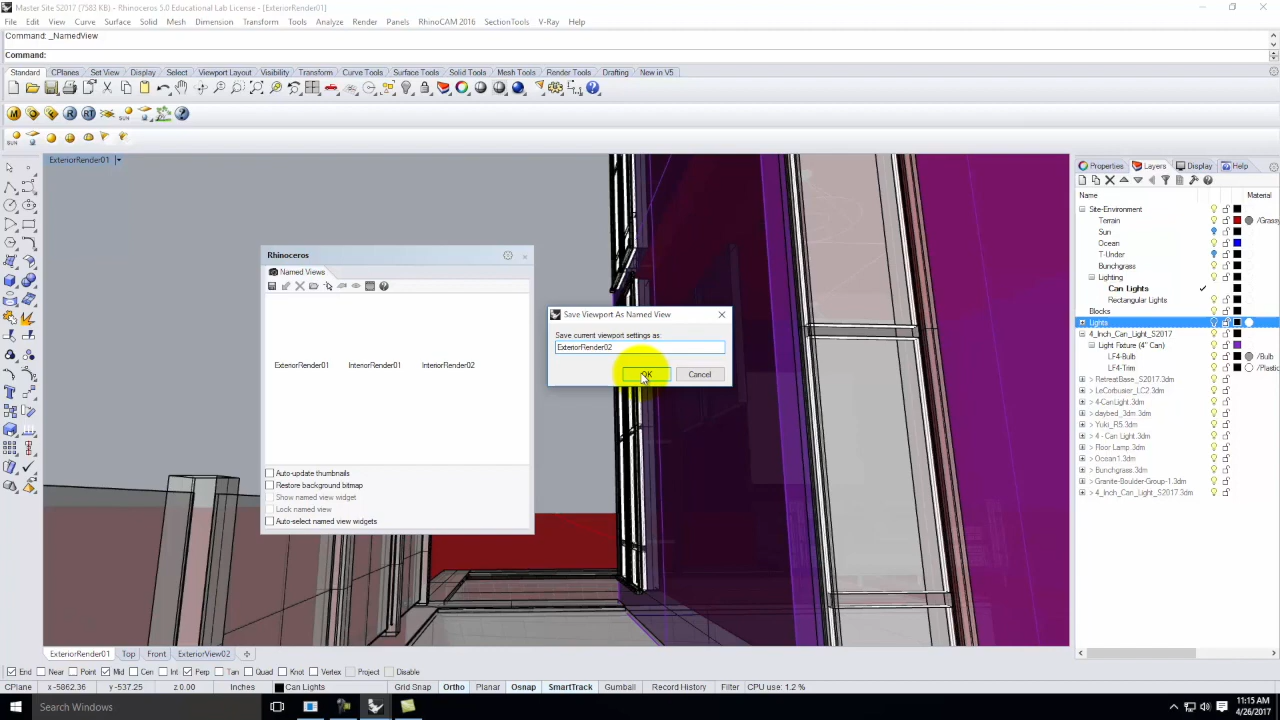 Master Site S2017 (7583 KB) - Rhinoceros 5.0 Educational Lab License - [ExteriorRender01]
File Edit View Curve Surface Solid Mesh Dimension Transform Tools Analyze Render Panels RhinoCAM 2016 SectionTools V-Ray Help
Command: _NamedView
Command:
Standard CPlanes Set View Display Select Viewport Layout Visibility Transform Curve Tools Surface Tools Solid Tools Mesh Tools Render Tools Drafting New in V5
SUN
ExteriorRender01
Properties Layers Display Help
Name Material
Site-Environment
Terrain /Grassy
Sun
Ocean
T-Under
Bunchgrass
Lighting
Can Lights
Rectangular Lights
Blocks
Lights
4_Inch_Can_Light_S2017
Light Fixture (4" Can)
LF4-Bulb /Bulb
LF4-Trim /Plastic
> RetreatBase_S2017.3dm
> LeCorbusier_LC2.3dm
> 4-CanLight.3dm
> daybed_3dm.3dm
> Yuki_R5.3dm
> 4 - Can Light.3dm
> Floor Lamp.3dm
> Ocean1.3dm
> Bunchgrass.3dm
> Granite-Boulder-Group-1.3dm
> 4_Inch_Can_Light_S2017.3dm
Rhinoceros
Named Views
ExteriorRender01 InteriorRender01 InteriorRender02
Auto-update thumbnails
Restore background bitmap
Show named view widget
Lock named view
Auto-select named view widgets
Save Viewport As Named View
Save current viewport settings as:
ExteriorRender02
OK Cancel
ExteriorRender01 Top Front ExteriorView02
End Near Point Mid Cen Int Perp Tan Quad Knot Vertex Project Disable
CPlane x-5862.36 y-537.25 z0.00 Inches Can Lights Grid Snap Ortho Planar Osnap SmartTrack Gumball Record History Filter CPU use: 1.2 %
Search Windows
11:15 AM
4/26/2017